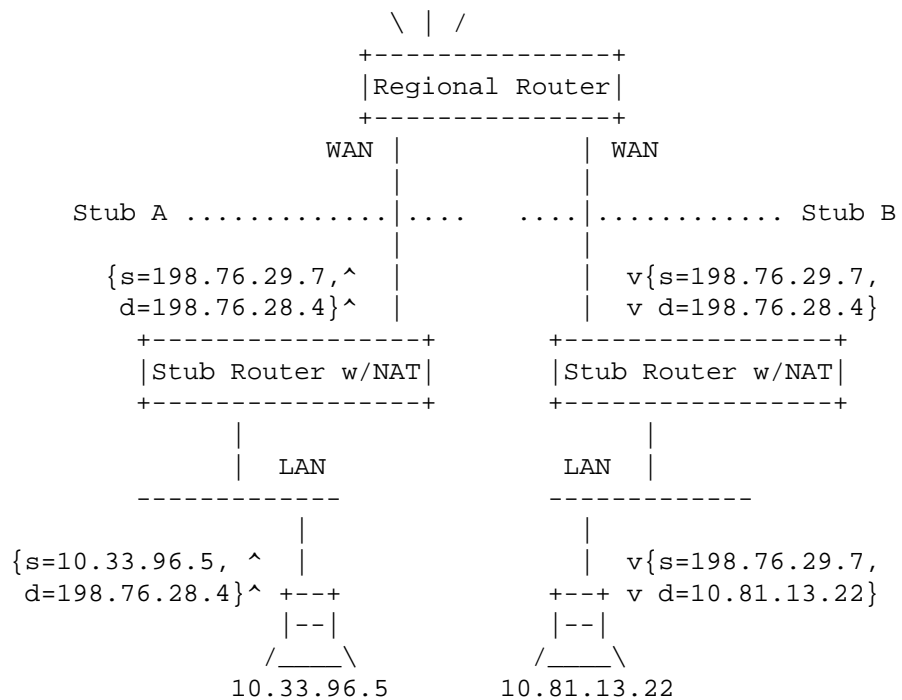 \ | /
+---------------+
|Regional Router|
+---------------+
WAN | | WAN
| |
Stub A .............|.... ....|............ Stub B
| |
{s=198.76.29.7,^ | | v{s=198.76.29.7,
d=198.76.28.4}^ | | v d=198.76.28.4}
+-----------------+ +-----------------+
|Stub Router w/NAT| |Stub Router w/NAT|
+-----------------+ +-----------------+
| |
| LAN LAN |
------------- -------------
| |
{s=10.33.96.5, ^ | | v{s=198.76.29.7,
d=198.76.28.4}^ +--+ +--+ v d=10.81.13.22}
|--| |--|
/____\ /____\
10.33.96.5 10.81.13.22